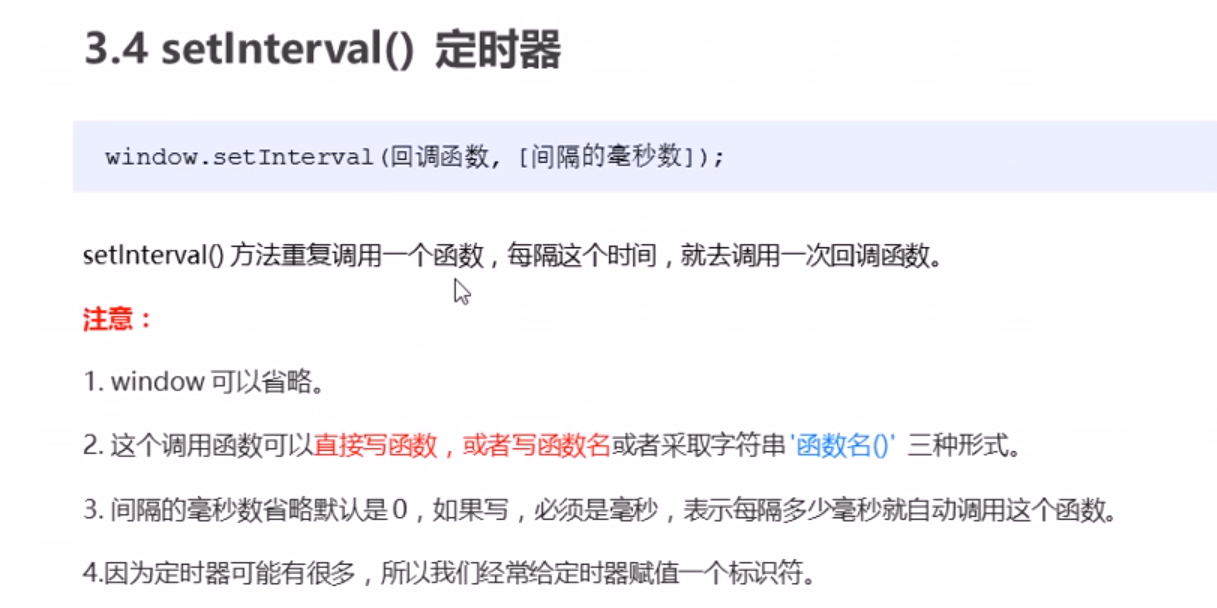 3.4 setInterval() 定时器
window.setInterval(回调函数, [间隔的毫秒数]);
setInterval() 方法重复调用一个函数，每隔这个时间，就去调用一次回调函数。
注意：
1. window 可以省略。
2. 这个调用函数可以直接写函数，或者写函数名或者采取字符串 '函数名()' 三种形式。
3. 间隔的毫秒数省略默认是 0，如果写，必须是毫秒，表示每隔多少毫秒就自动调用这个函数。
4.因为定时器可能有很多，所以我们经常给定时器赋值一个标识符。